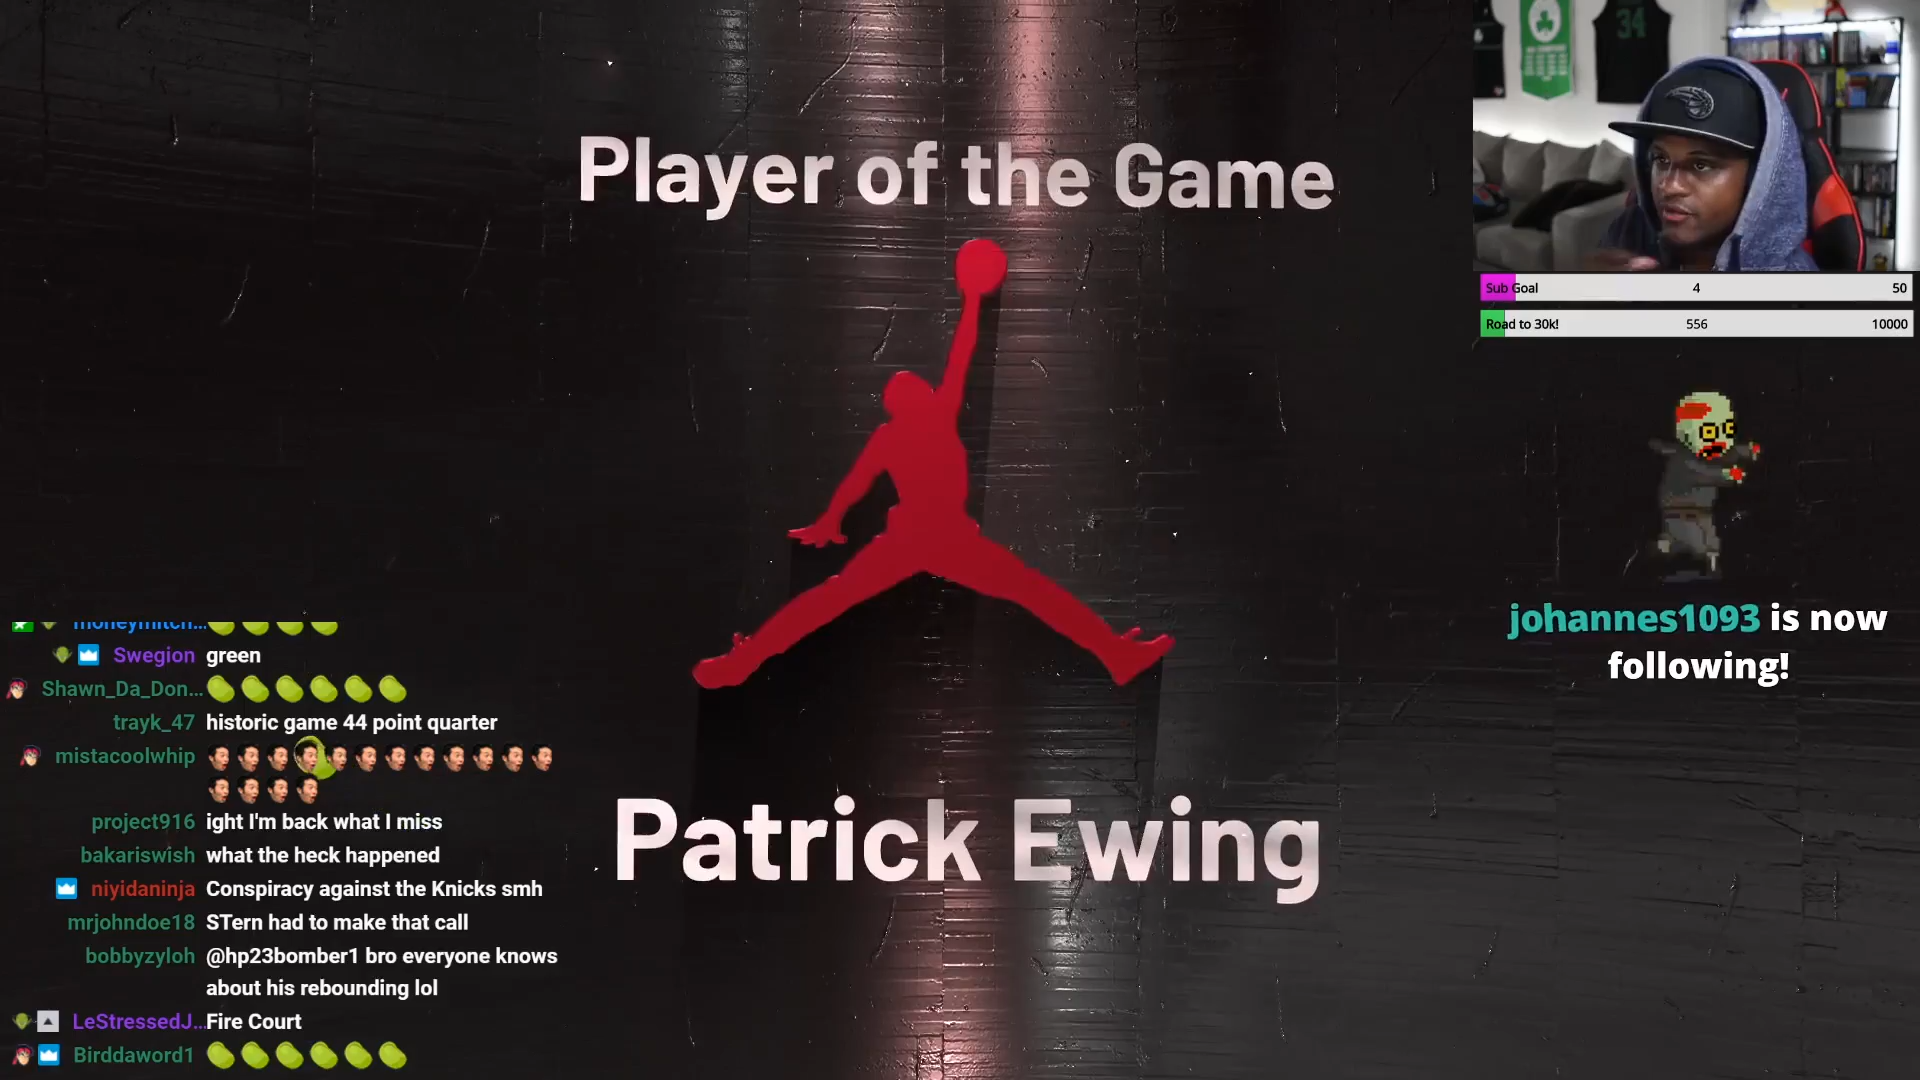 34
Player of the Game
Sub Goal 4 50
Road to 30k! 556 10000
johannes1093 is now
following!
moneymitch...
Swegion green
Shawn_Da_Don...
trayk_47 historic game 44 point quarter
mistacoolwhip
project916 ight I'm back what I miss
bakariswish what the heck happened
niyidaninja Conspiracy against the Knicks smh
mrjohndoe18 STern had to make that call
bobbyzyloh @hp23bomber1 bro everyone knows
about his rebounding lol
LeStressedJ... Fire Court
Birddaword1
Patrick Ewing